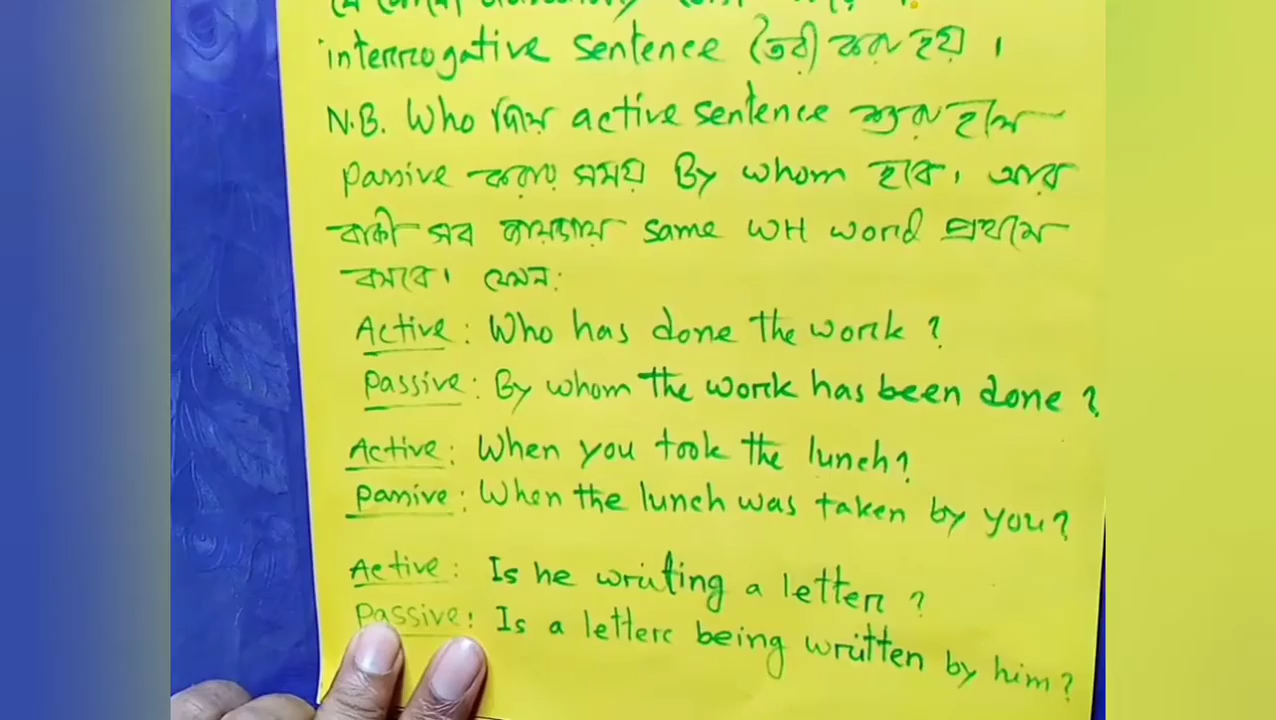 interrogative sentence তৈরী করা হয় ।
N.B. Who দিয়ে active sentence শুরু হলে
passive করার সময় By whom হবে। আর
বাকী সব জায়গায় same WH word প্রথমে
বসবে। যেমন:
Active: Who has done the work?
Passive: By whom the work has been done?
Active: When you took the lunch?
Passive: When the lunch was taken by you?
Active: Is he writing a letter?
Passive: Is a letter being written by him?